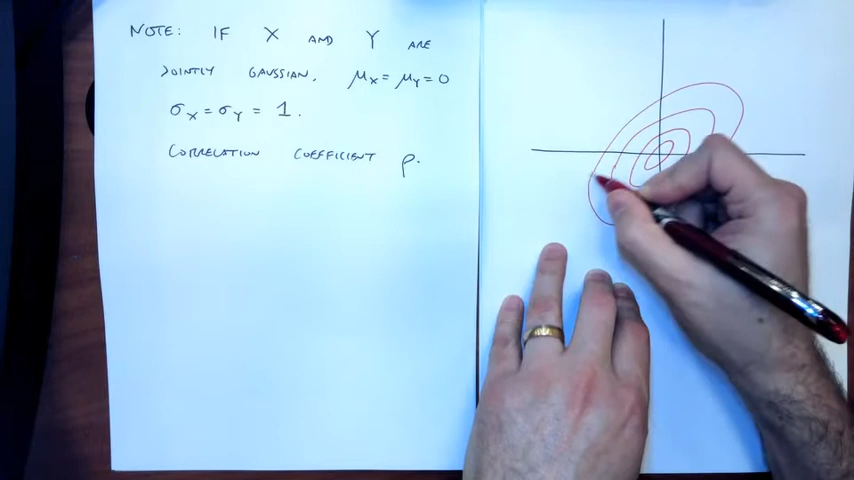 NOTE: IF X AND Y ARE
JOINTLY GAUSSIAN, μX = μY = 0
σX = σY = 1.
CORRELATION COEFFICIENT ρ.